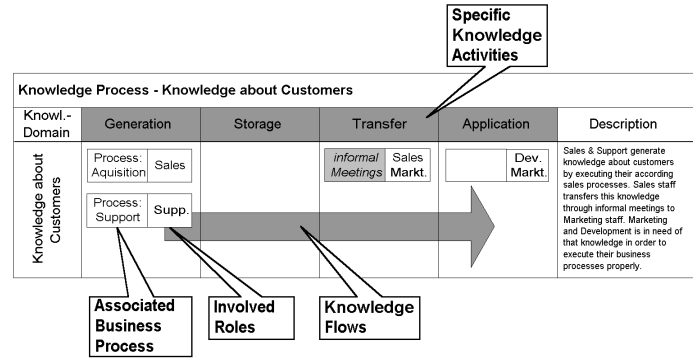 Specific
Knowledge
Activities
Knowledge Process - Knowledge about Customers
Knowl.-
Domain
Generation
Storage
Transfer
Application
Description
Knowledge about
Customers
Process:
Aquisition
Sales
Process:
Support
Supp.
informal
Meetings
Sales
Markt.
Dev.
Markt.
Sales & Support generate
knowledge about customers
by executing their according
sales processes. Sales staff
transfers this knowledge
through informal meetings to
Marketing staff. Marketing
and Development is in need of
that knowledge in order to
execute their business
processes properly.
Associated
Business
Process
Involved
Roles
Knowledge
Flows